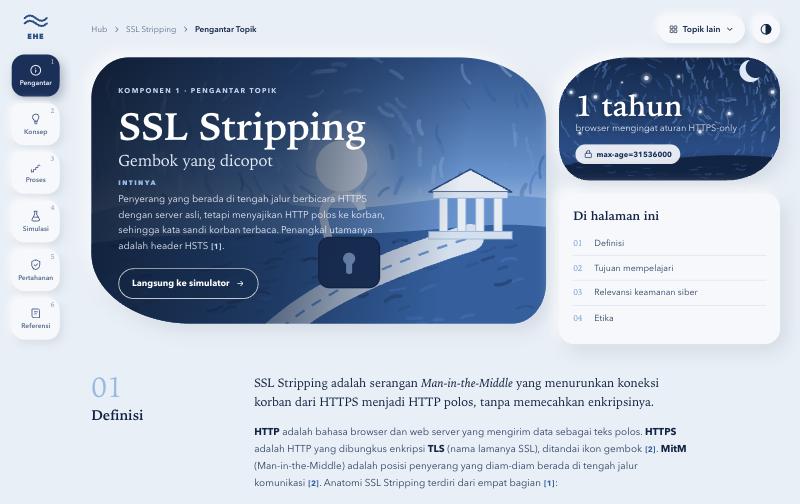 EHE
Hub > SSL Stripping > Pengantar Topik
Topik lain
1
Pengantar
2
Konsep
3
Proses
4
Simulasi
5
Pertahanan
6
Referensi
KOMPONEN 1 · PENGANTAR TOPIK
SSL Stripping
Gembok yang dicopot
INTINYA
Penyerang yang berada di tengah jalur berbicara HTTPS
dengan server asli, tetapi menyajikan HTTP polos ke korban,
sehingga kata sandi korban terbaca. Penangkal utamanya
adalah header HSTS [1].
Langsung ke simulator →
1 tahun
browser mengingat aturan HTTPS-only
max-age=31536000
Di halaman ini
01 Definisi
02 Tujuan mempelajari
03 Relevansi keamanan siber
04 Etika
01
Definisi
SSL Stripping adalah serangan Man-in-the-Middle yang menurunkan koneksi
korban dari HTTPS menjadi HTTP polos, tanpa memecahkan enkripsinya.
HTTP adalah bahasa browser dan web server yang mengirim data sebagai teks polos. HTTPS
adalah HTTP yang dibungkus enkripsi TLS (nama lamanya SSL), ditandai ikon gembok [2]. MitM
(Man-in-the-Middle) adalah posisi penyerang yang diam-diam berada di tengah jalur
komunikasi [2]. Anatomi SSL Stripping terdiri dari empat bagian [1]: